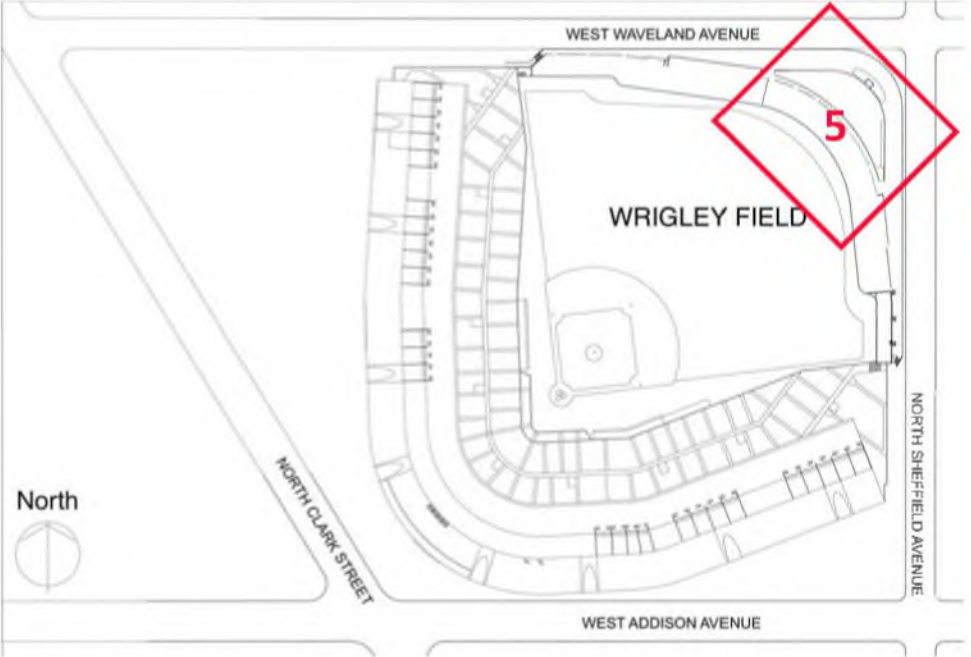 WEST WAVELAND AVENUE
5
WRIGLEY FIELD
NORTH SHEFFIELD AVENUE
NORTH CLARK STREET
North
WEST ADDISON AVENUE